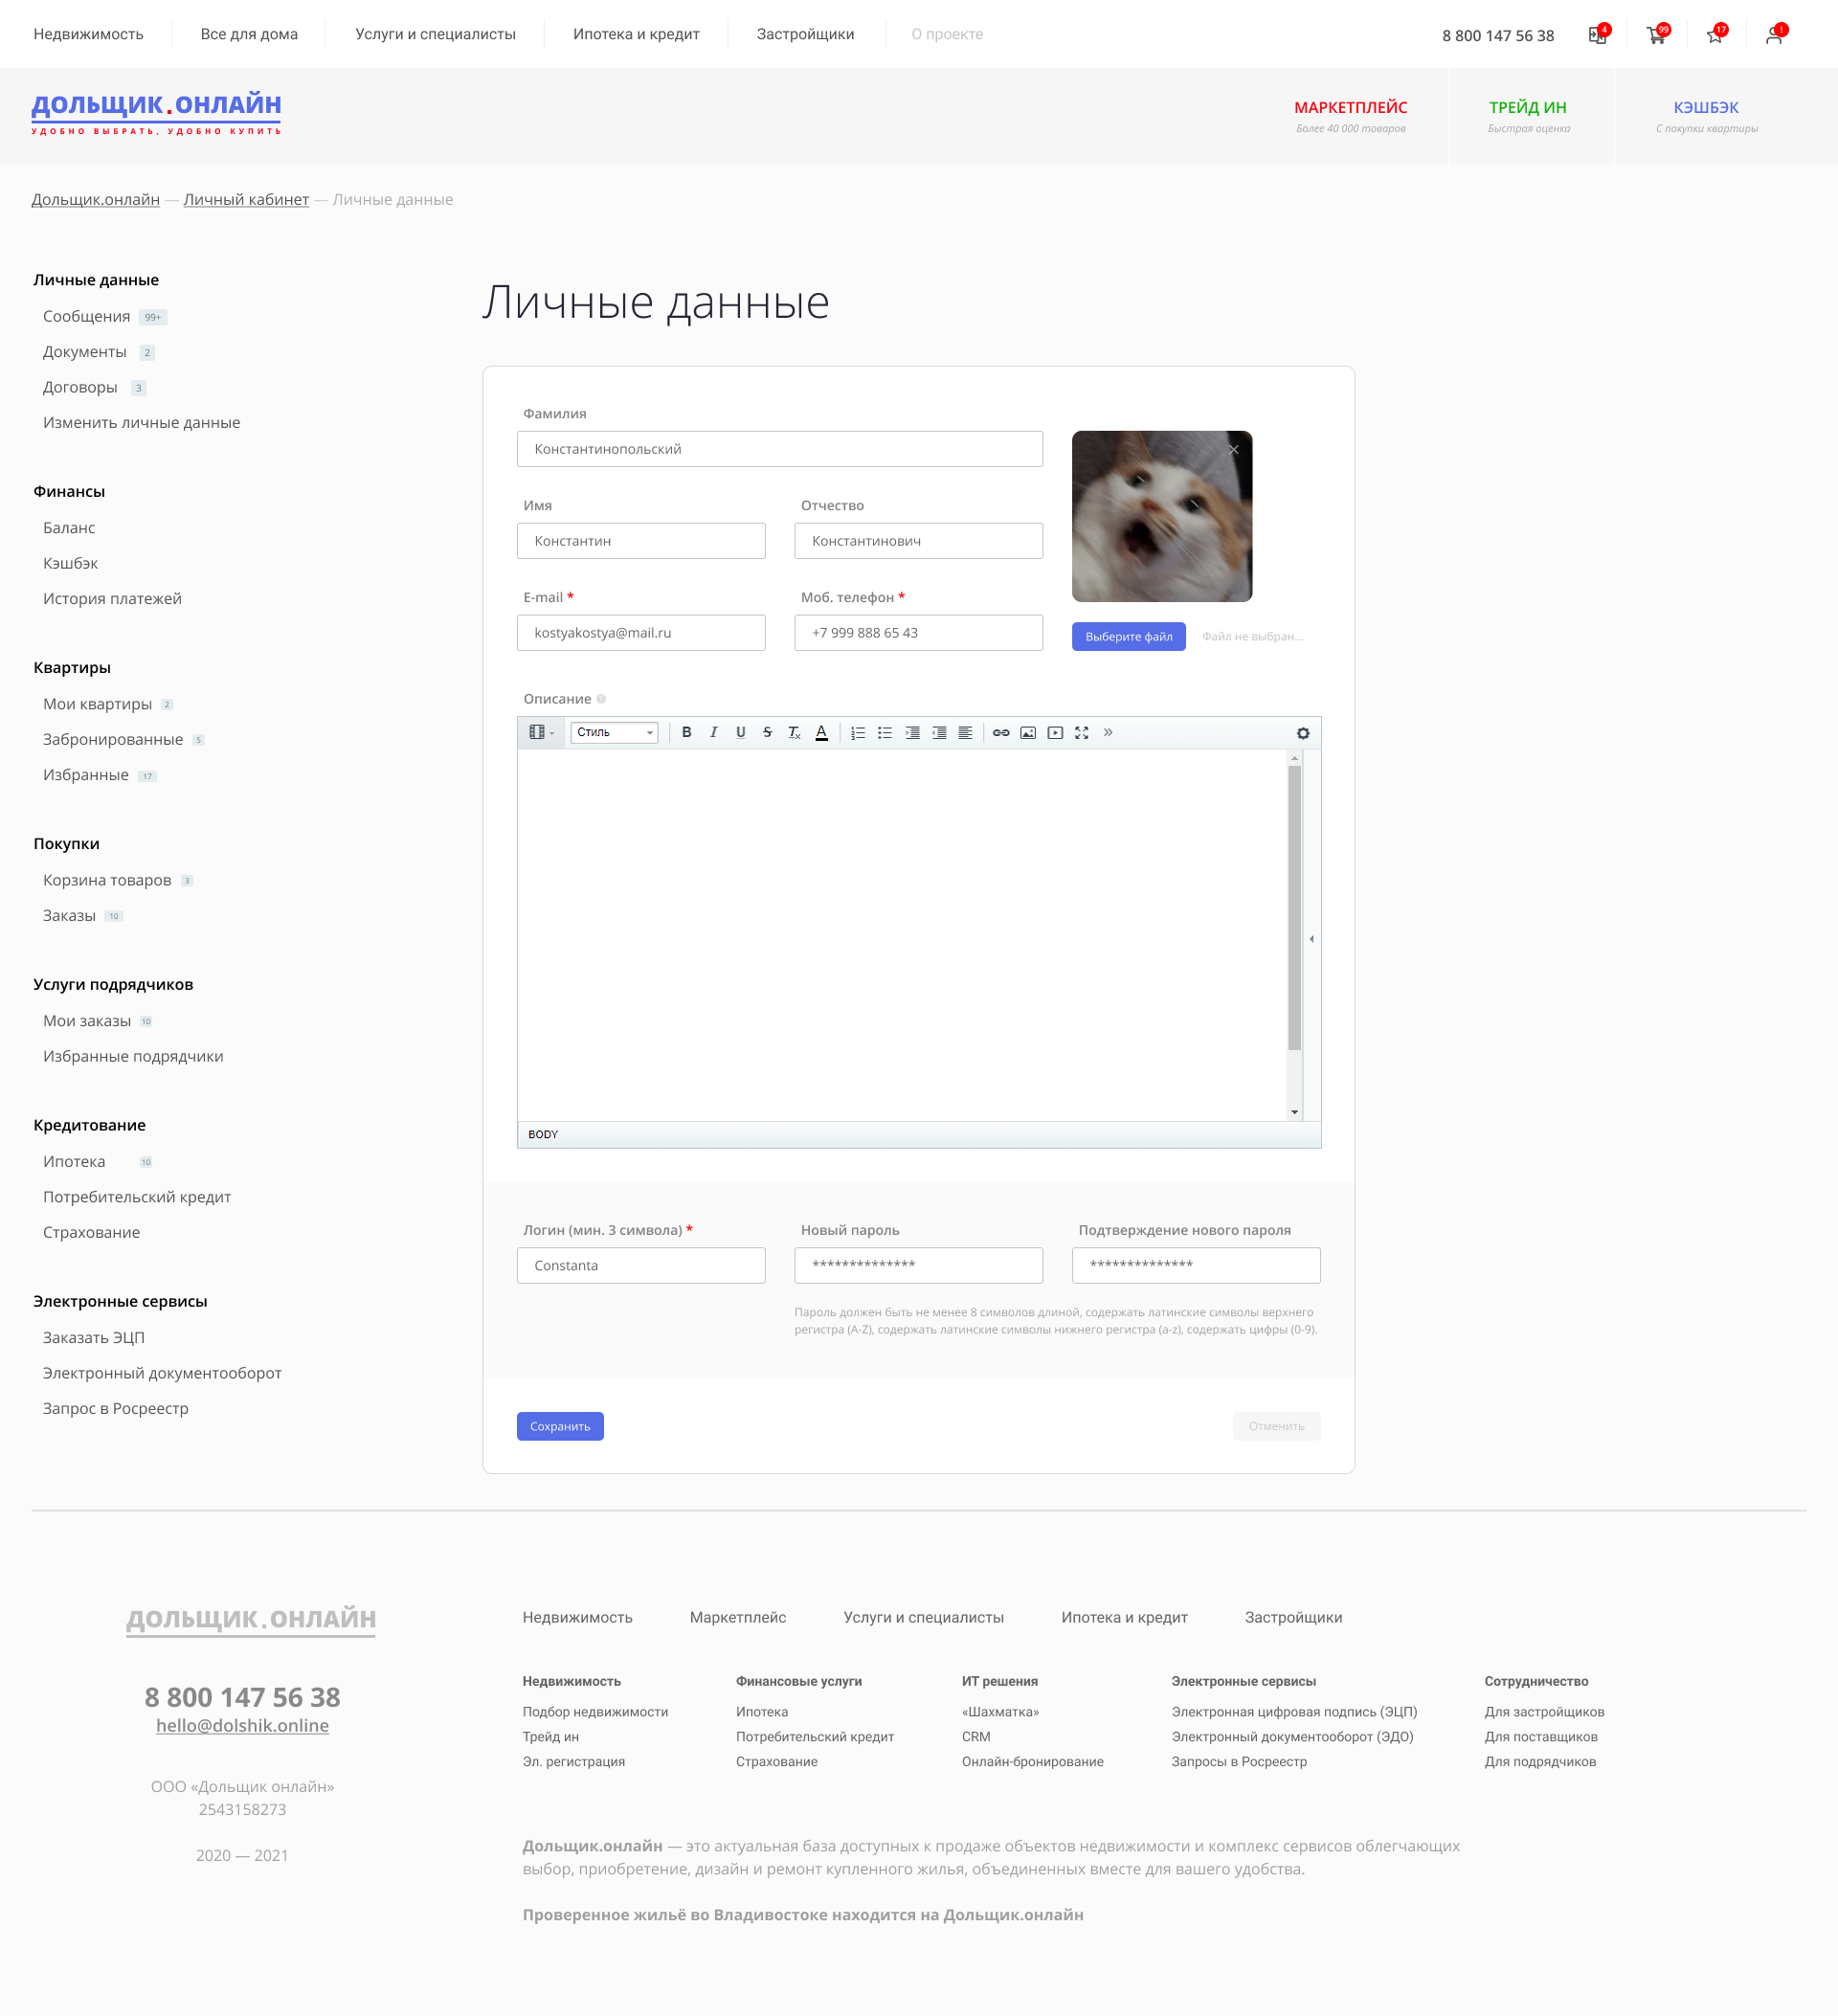 Недвижимость Все для дома Услуги и специалисты Ипотека и кредит Застройщики О проекте 8 800 147 56 38 4 99 17 !
ДОЛЬЩИК.ОНЛАЙН
УДОБНО ВЫБРАТЬ, УДОБНО КУПИТЬ
МАРКЕТПЛЕЙС ТРЕЙД ИН КЭШБЭК
Более 40 000 товаров Быстрая оценка С покупки квартиры
Дольщик.онлайн — Личный кабинет — Личные данные
Личные данные
Сообщения 99+
Документы 2
Договоры 3
Изменить личные данные
Финансы
Баланс
Кэшбэк
История платежей
Квартиры
Мои квартиры 2
Забронированные 5
Избранные 17
Покупки
Корзина товаров 3
Заказы 10
Услуги подрядчиков
Мои заказы 10
Избранные подрядчики
Кредитование
Ипотека 10
Потребительский кредит
Страхование
Электронные сервисы
Заказать ЭЦП
Электронный документооборот
Запрос в Росреестр
Личные данные
Фамилия
Константинопольский
Имя Отчество
Константин Константинович
E-mail * Моб. телефон *
kostyakostya@mail.ru +7 999 888 65 43
Выберите файл Файл не выбран...
Описание ?
Стиль B I U S Tx A
BODY
Логин (мин. 3 символа) * Новый пароль Подтверждение нового пароля
Constanta ************** **************
Пароль должен быть не менее 8 символов длиной, содержать латинские символы верхнего
регистра (A-Z), содержать латинские символы нижнего регистра (a-z), содержать цифры (0-9).
Сохранить Отменить
ДОЛЬЩИК.ОНЛАЙН
8 800 147 56 38
hello@dolshik.online
ООО «Дольщик онлайн»
2543158273
2020 — 2021
Недвижимость Маркетплейс Услуги и специалисты Ипотека и кредит Застройщики
Недвижимость
Подбор недвижимости
Трейд ин
Эл. регистрация
Финансовые услуги
Ипотека
Потребительский кредит
Страхование
ИТ решения
«Шахматка»
CRM
Онлайн-бронирование
Электронные сервисы
Электронная цифровая подпись (ЭЦП)
Электронный документооборот (ЭДО)
Запросы в Росреестр
Сотрудничество
Для застройщиков
Для поставщиков
Для подрядчиков
Дольщик.онлайн — это актуальная база доступных к продаже объектов недвижимости и комплекс сервисов облегчающих
выбор, приобретение, дизайн и ремонт купленного жилья, объединенных вместе для вашего удобства.
Проверенное жильё во Владивостоке находится на Дольщик.онлайн